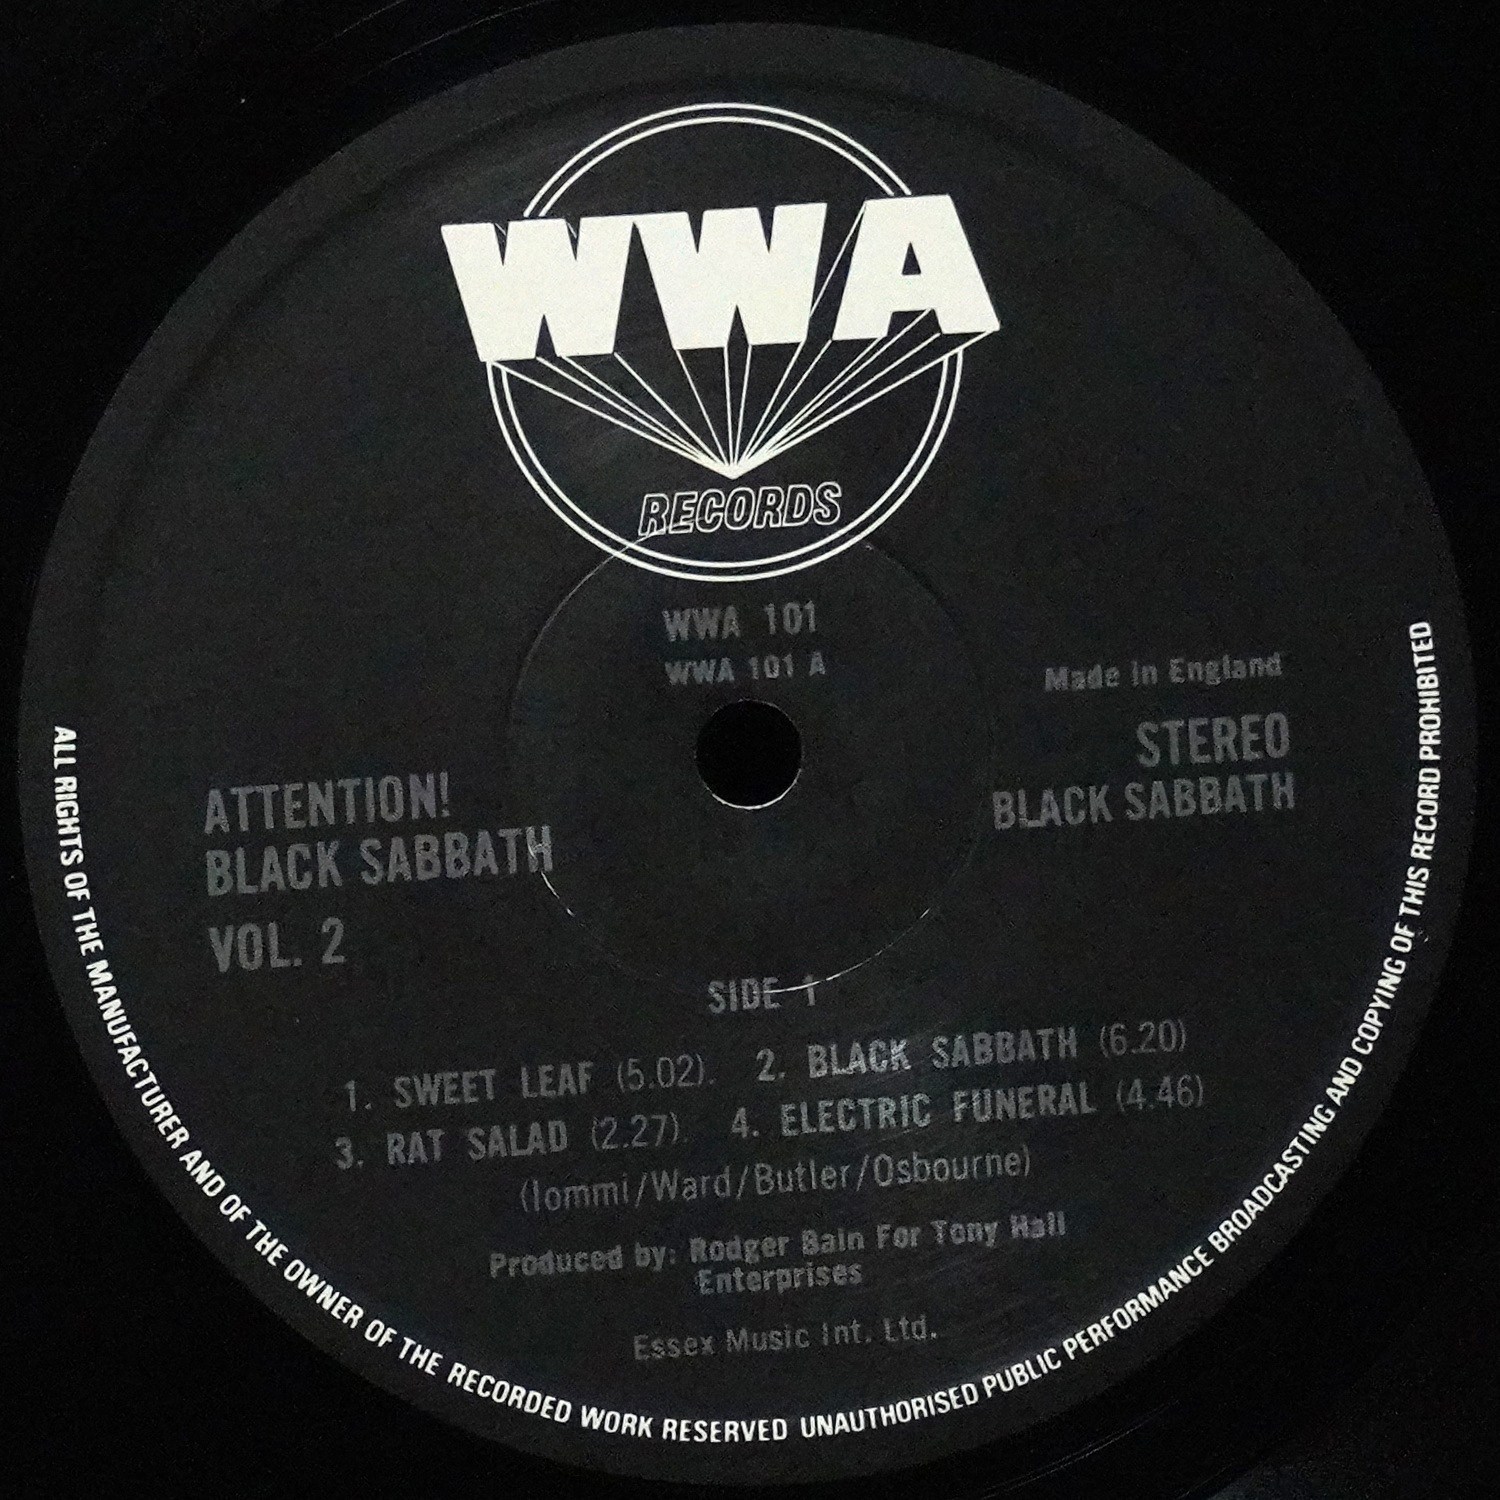 WWA
RECORDS
WWA 101
WWA 101 A
Made in England
STEREO
BLACK SABBATH
ATTENTION!
BLACK SABBATH
VOL. 2
SIDE 1
1. SWEET LEAF (5.02). 2. BLACK SABBATH (6.20)
3. RAT SALAD (2.27). 4. ELECTRIC FUNERAL (4.46)
(Iommi/Ward/Butler/Osbourne)
Produced by: Rodger Bain For Tony Hall
Enterprises
Essex Music Int. Ltd.
ALL RIGHTS OF THE MANUFACTURER AND OF THE OWNER OF THE RECORDED WORK RESERVED UNAUTHORISED PUBLIC PERFORMANCE BROADCASTING AND COPYING OF THIS RECORD PROHIBITED